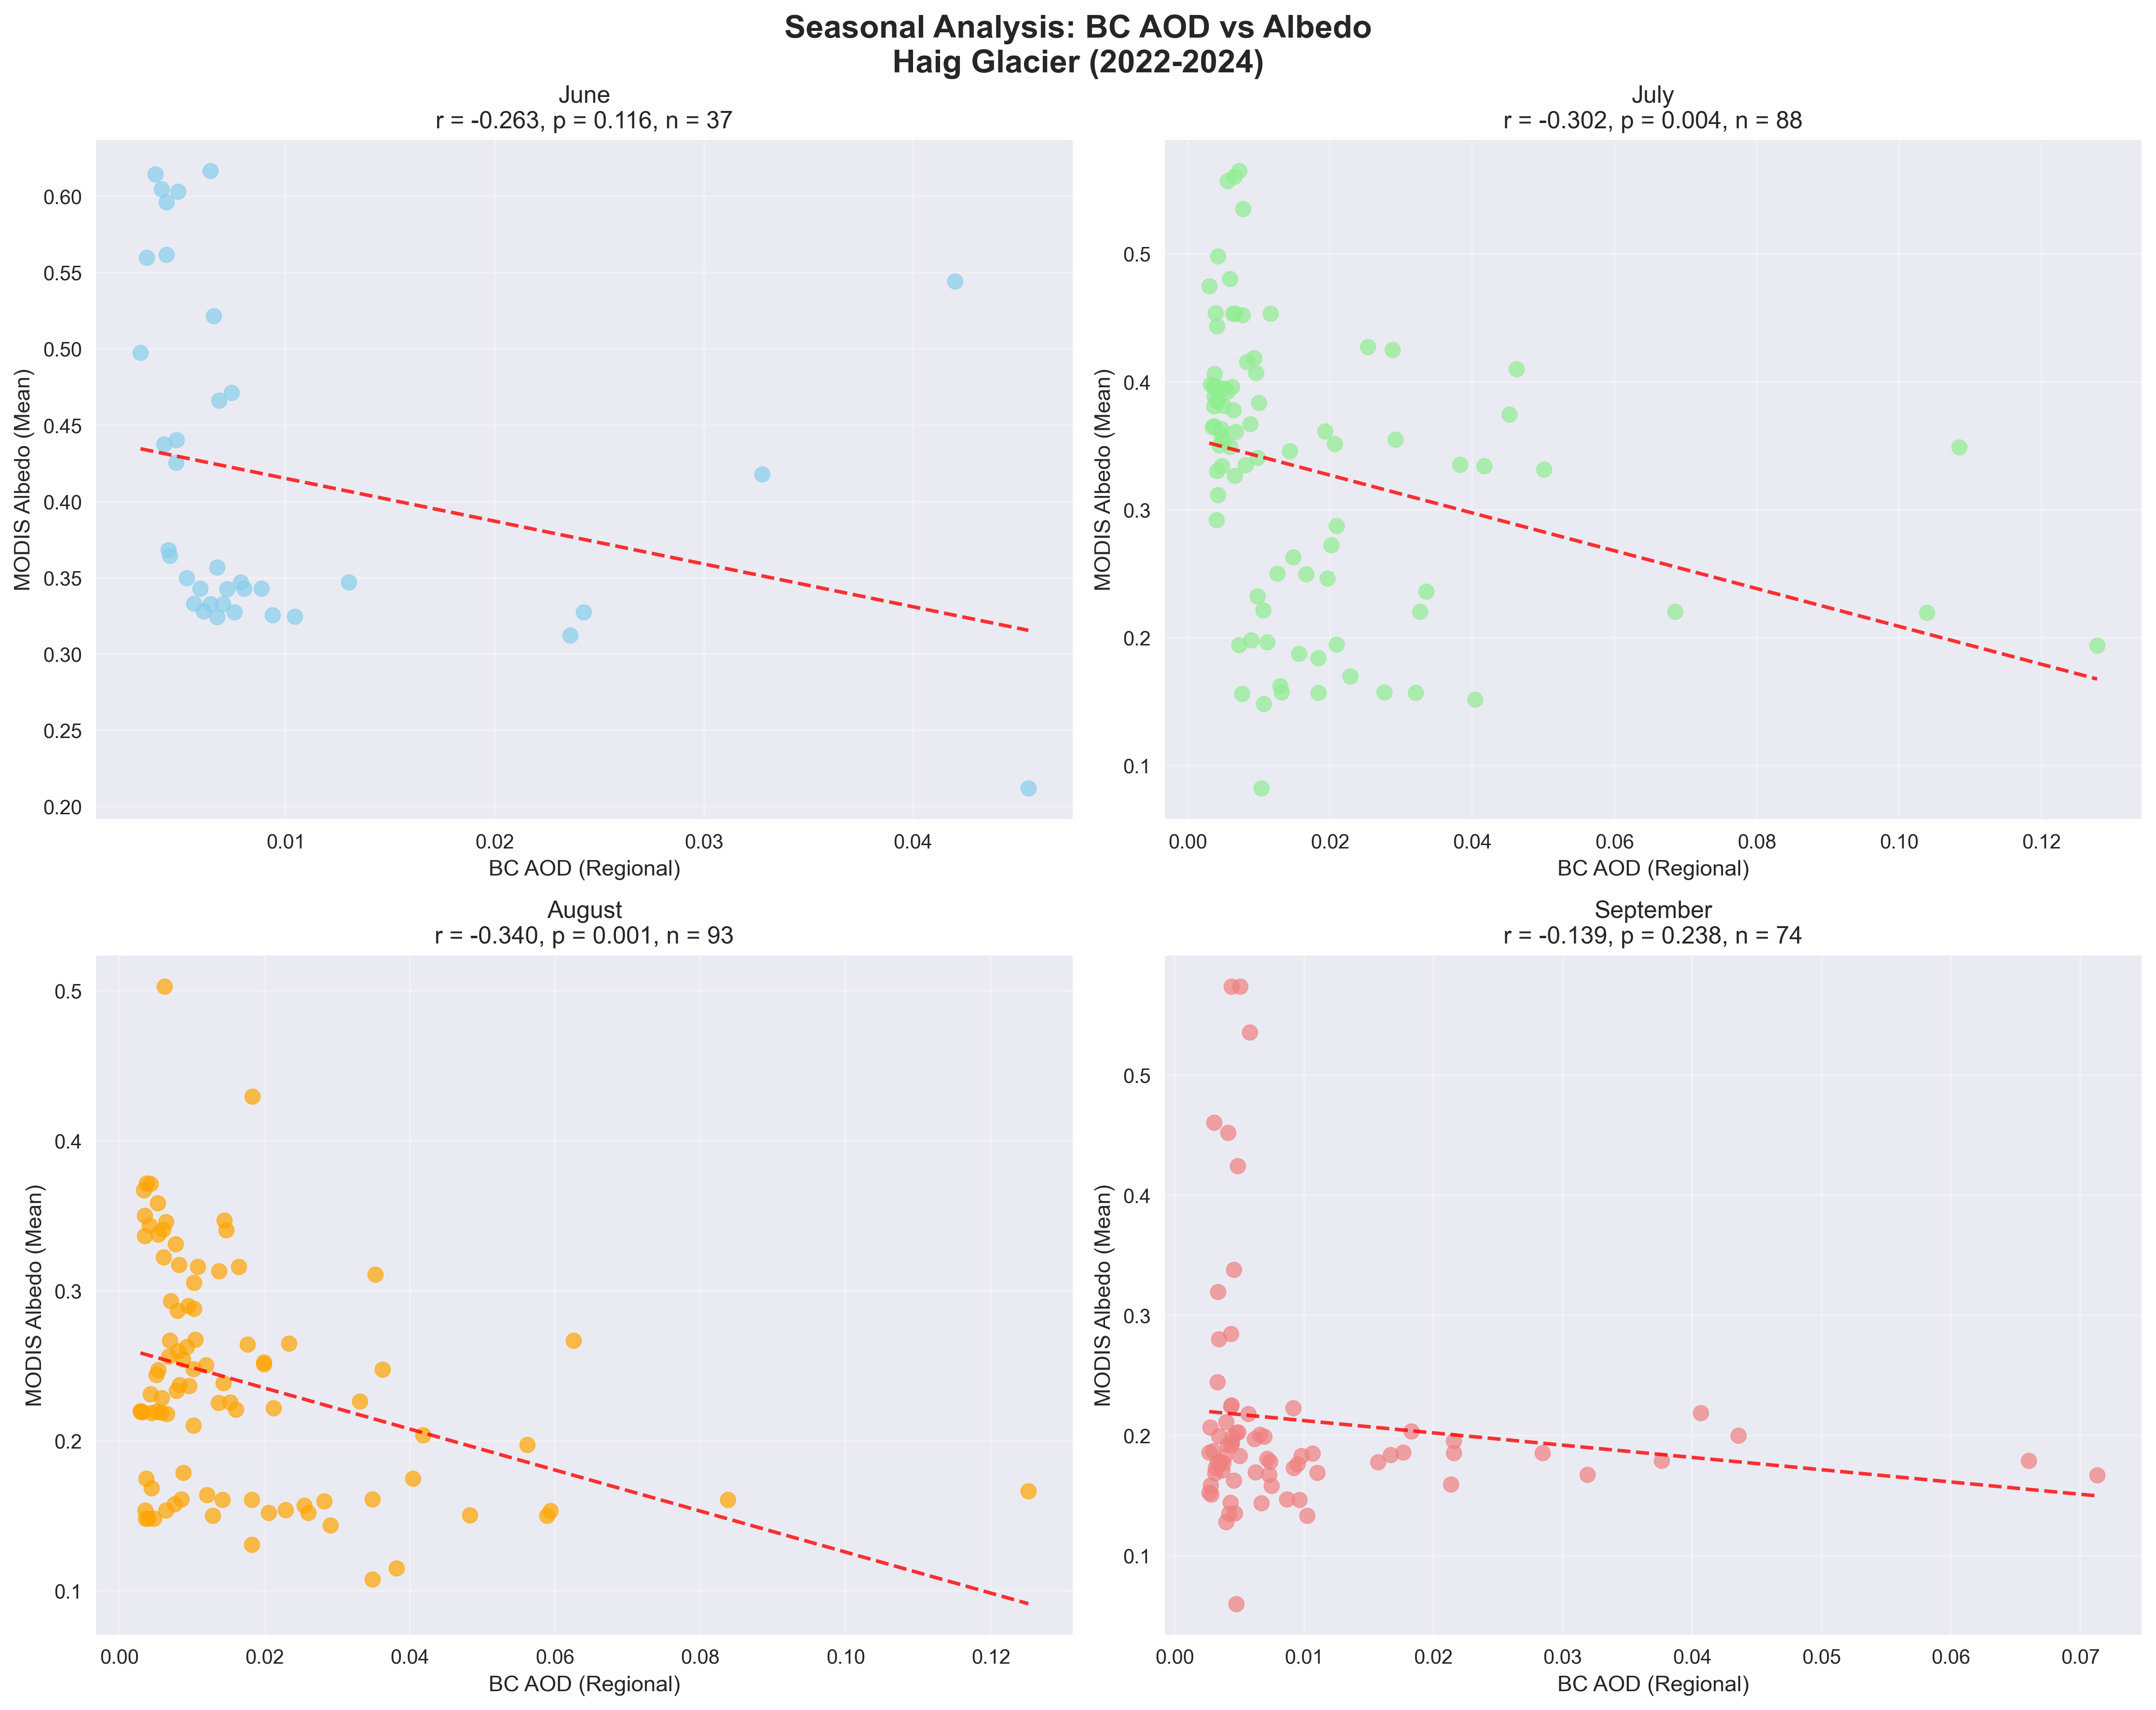 Seasonal Analysis: BC AOD vs Albedo
Haig Glacier (2022-2024)
June
r = -0.263, p = 0.116, n = 37
MODIS Albedo (Mean)
0.60
0.55
0.50
0.45
0.40
0.35
0.30
0.25
0.20
0.01
0.02
0.03
0.04
BC AOD (Regional)
July
r = -0.302, p = 0.004, n = 88
MODIS Albedo (Mean)
0.5
0.4
0.3
0.2
0.1
0.00
0.02
0.04
0.06
0.08
0.10
0.12
BC AOD (Regional)
August
r = -0.340, p = 0.001, n = 93
MODIS Albedo (Mean)
0.5
0.4
0.3
0.2
0.1
0.00
0.02
0.04
0.06
0.08
0.10
0.12
BC AOD (Regional)
September
r = -0.139, p = 0.238, n = 74
MODIS Albedo (Mean)
0.5
0.4
0.3
0.2
0.1
0.00
0.01
0.02
0.03
0.04
0.05
0.06
0.07
BC AOD (Regional)